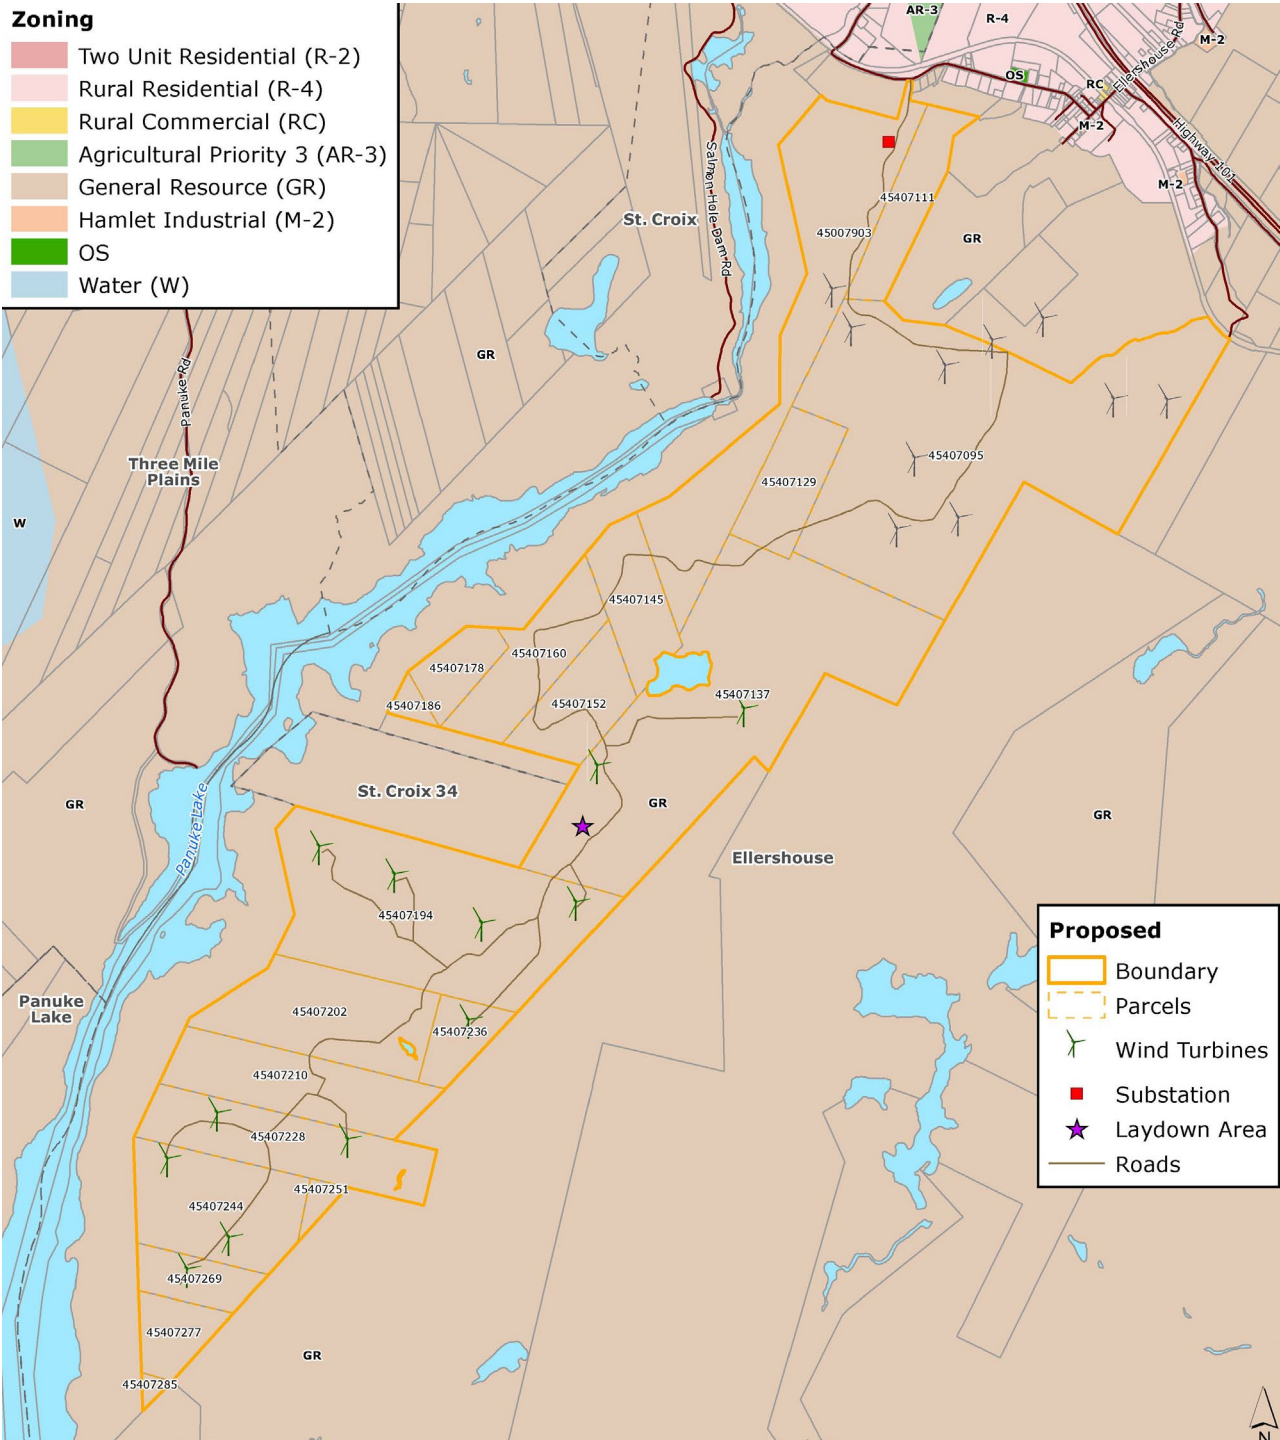 Zoning
Two Unit Residential (R-2)
Rural Residential (R-4)
Rural Commercial (RC)
Agricultural Priority 3 (AR-3)
General Resource (GR)
Hamlet Industrial (M-2)
OS
Water (W)
AR-3
R-4
M-2
Ellershouse Rd
OS
RC
M-2
Highway 101
M-2
Salmon Hole Dam Rd
St. Croix
45407111
45007903
GR
GR
Panuke Rd
Three Mile
Plains
45407095
45407129
W
45407145
45407160
45407178
45407152
45407137
45407186
St. Croix 34
GR
GR
GR
Panuke Lake
Ellershouse
45407194
Panuke
Lake
45407202
45407236
45407210
45407228
45407251
45407244
45407269
45407277
GR
45407285
Proposed
Boundary
Parcels
Wind Turbines
Substation
Laydown Area
Roads
N